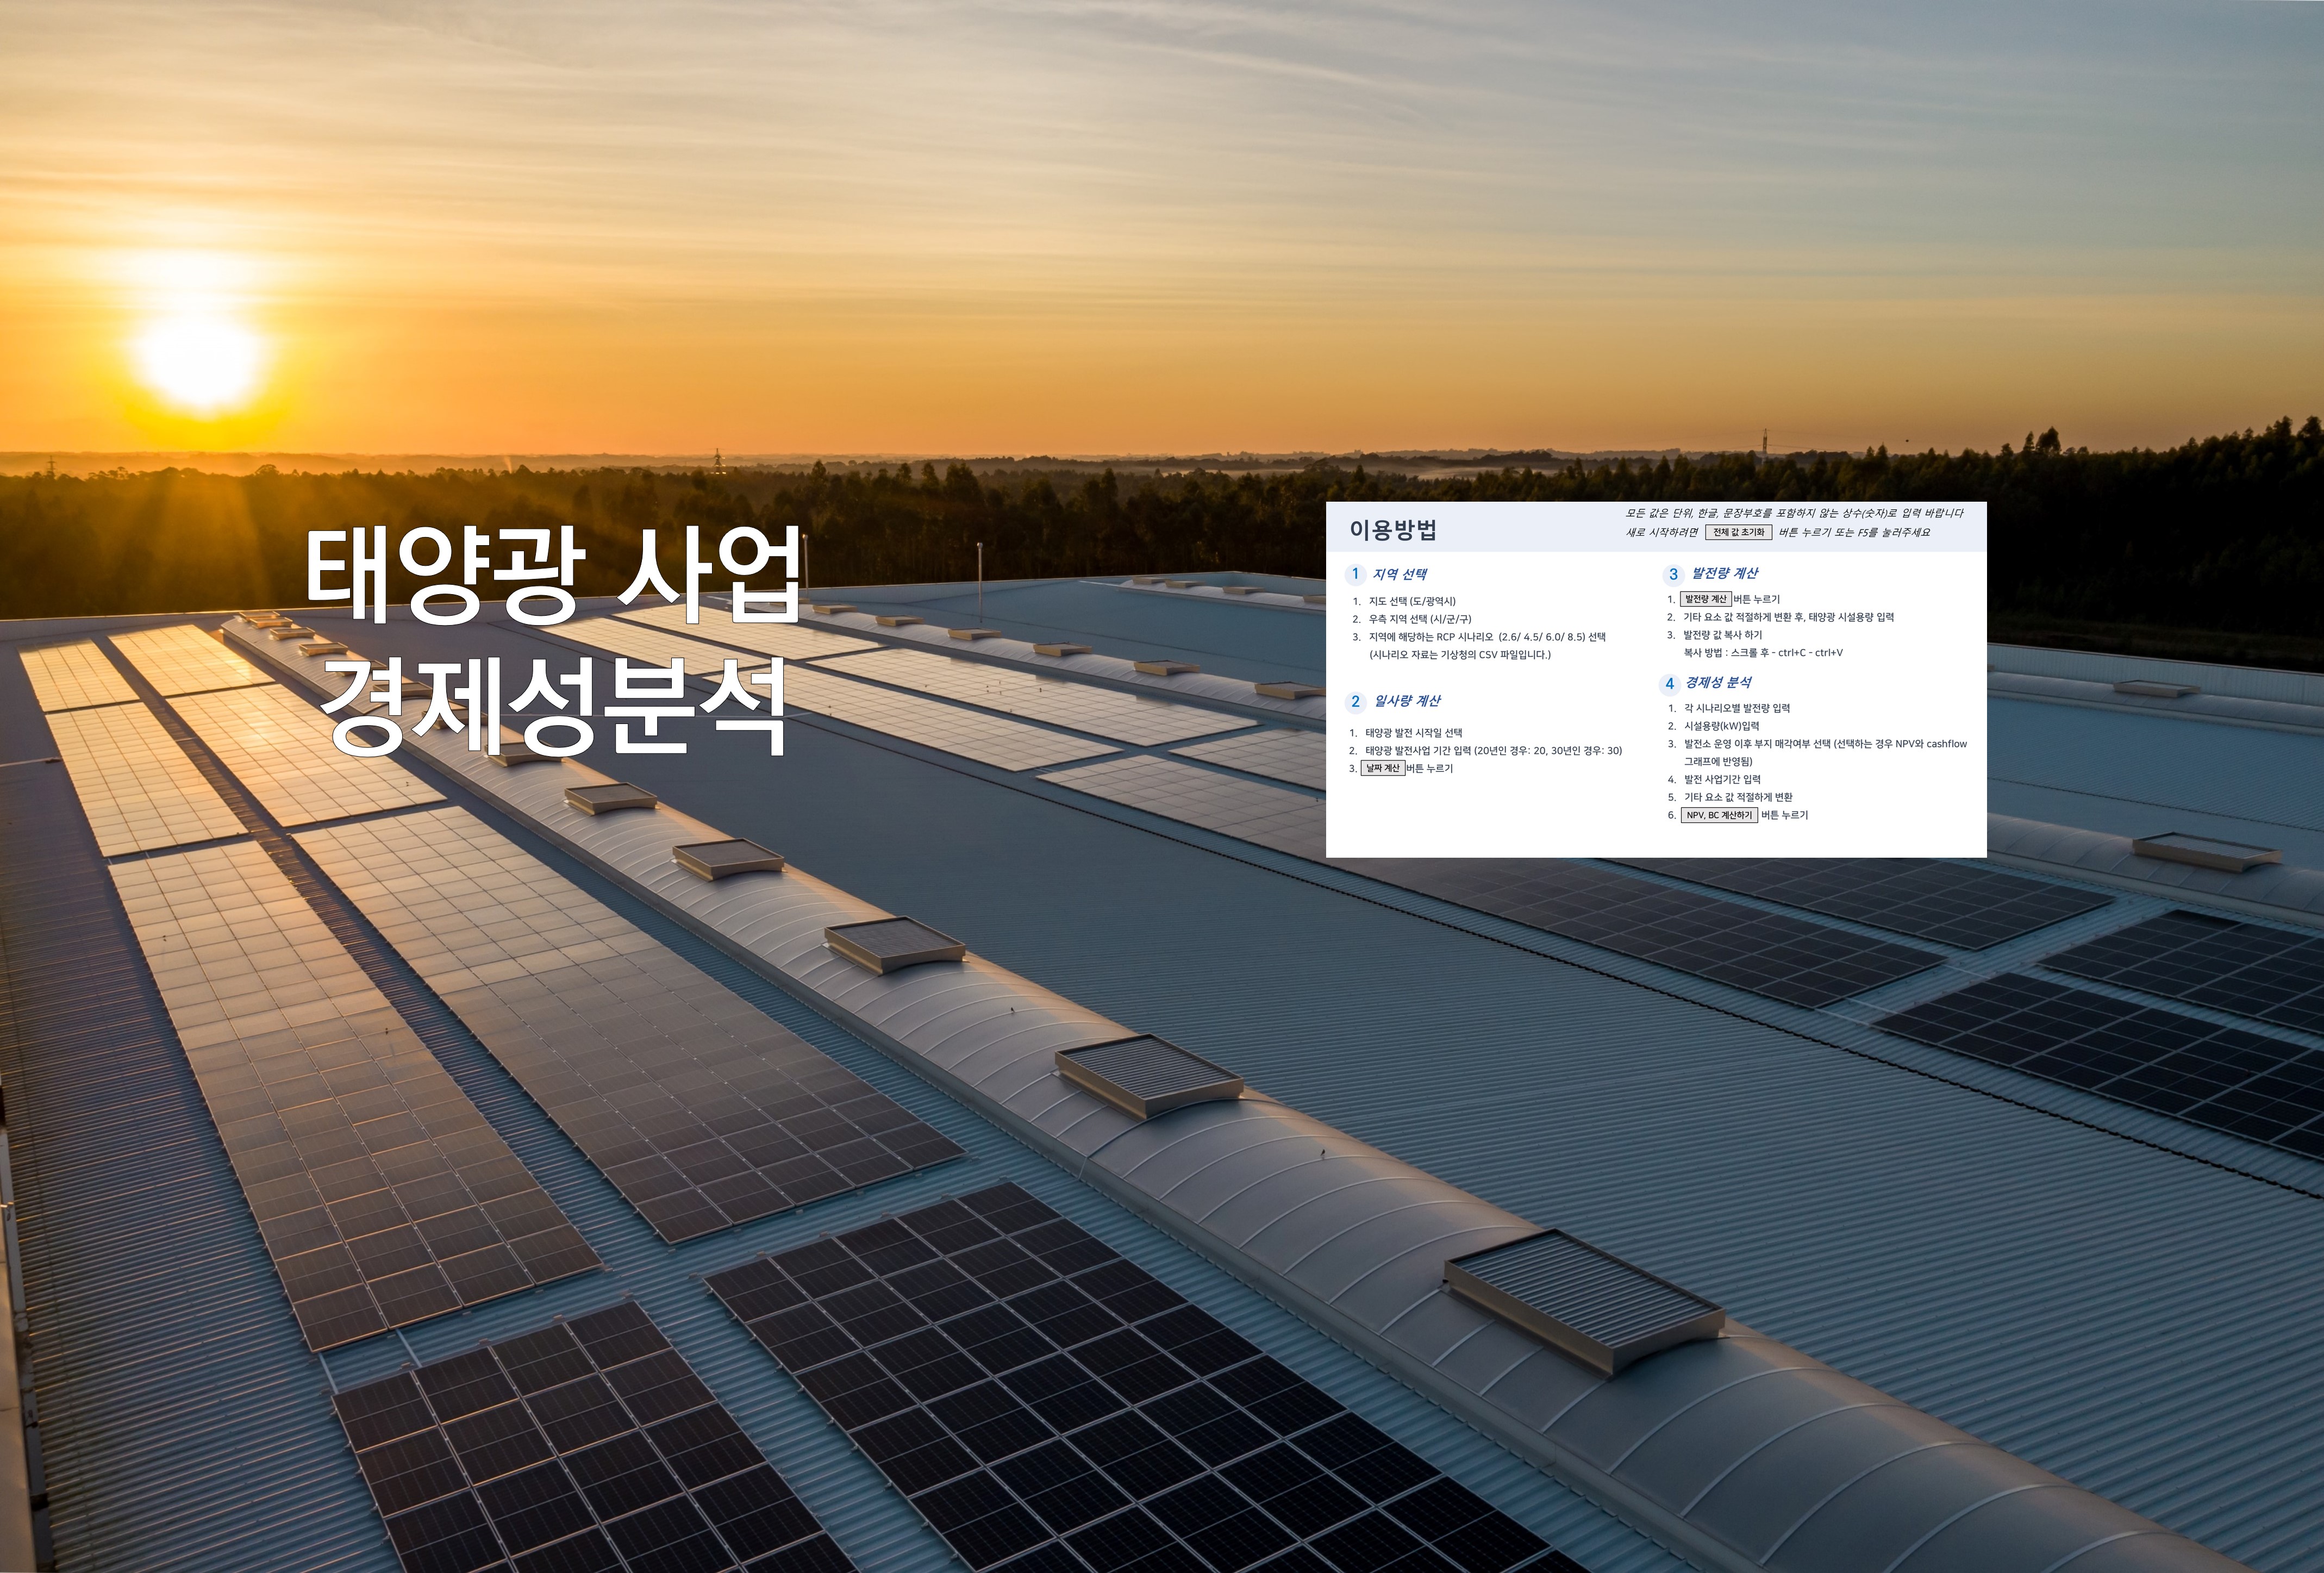 태양광 사업
경제성분석
이용방법
모든 값은 단위, 한글, 문장부호를 포함하지 않는 상수(숫자)로 입력 바랍니다
새로 시작하려면 전체 값 초기화 버튼 누르기 또는 F5를 눌러주세요
1 지역 선택
1. 지도 선택 (도/광역시)
2. 우측 지역 선택 (시/군/구)
3. 지역에 해당하는 RCP 시나리오 (2.6/ 4.5/ 6.0/ 8.5) 선택
(시나리오 자료는 기상청의 CSV 파일입니다.)
2 일사량 계산
1. 태양광 발전 시작일 선택
2. 태양광 발전사업 기간 입력 (20년인 경우: 20, 30년인 경우: 30)
3. 날짜 계산 버튼 누르기
3 발전량 계산
1. 발전량 계산 버튼 누르기
2. 기타 요소 값 적절하게 변환 후, 태양광 시설용량 입력
3. 발전량 값 복사 하기
복사 방법 : 스크롤 후 - ctrl+C - ctrl+V
4 경제성 분석
1. 각 시나리오별 발전량 입력
2. 시설용량(kW)입력
3. 발전소 운영 이후 부지 매각여부 선택 (선택하는 경우 NPV와 cashflow
그래프에 반영됨)
4. 발전 사업기간 입력
5. 기타 요소 값 적절하게 변환
6. NPV, BC 계산하기 버튼 누르기